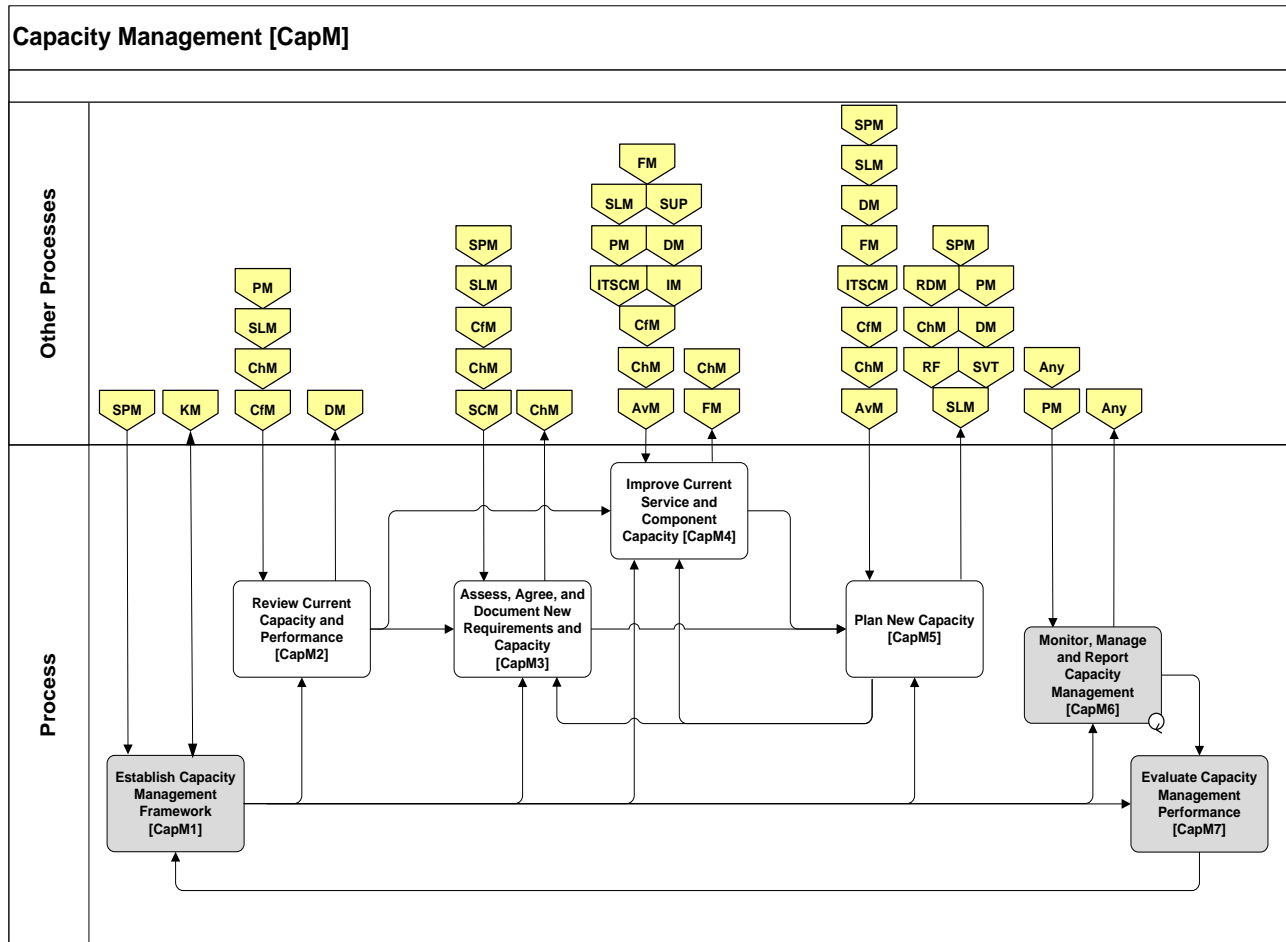 Capacity Management [CapM]
Other Processes
SPM
KM
PM
SLM
ChM
CfM
DM
SPM
SLM
CfM
ChM
SCM
ChM
FM
SLM
SUP
PM
DM
ITSCM
IM
CfM
ChM
AvM
ChM
FM
SPM
SLM
DM
FM
ITSCM
CfM
ChM
AvM
SPM
RDM
PM
ChM
DM
RF
SVT
SLM
Any
PM
Any
Process
Establish Capacity
Management
Framework
[CapM1]
Review Current
Capacity and
Performance
[CapM2]
Assess, Agree, and
Document New
Requirements and
Capacity
[CapM3]
Improve Current
Service and
Component
Capacity [CapM4]
Plan New Capacity
[CapM5]
Monitor, Manage
and Report
Capacity
Management
[CapM6]
Evaluate Capacity
Management
Performance
[CapM7]